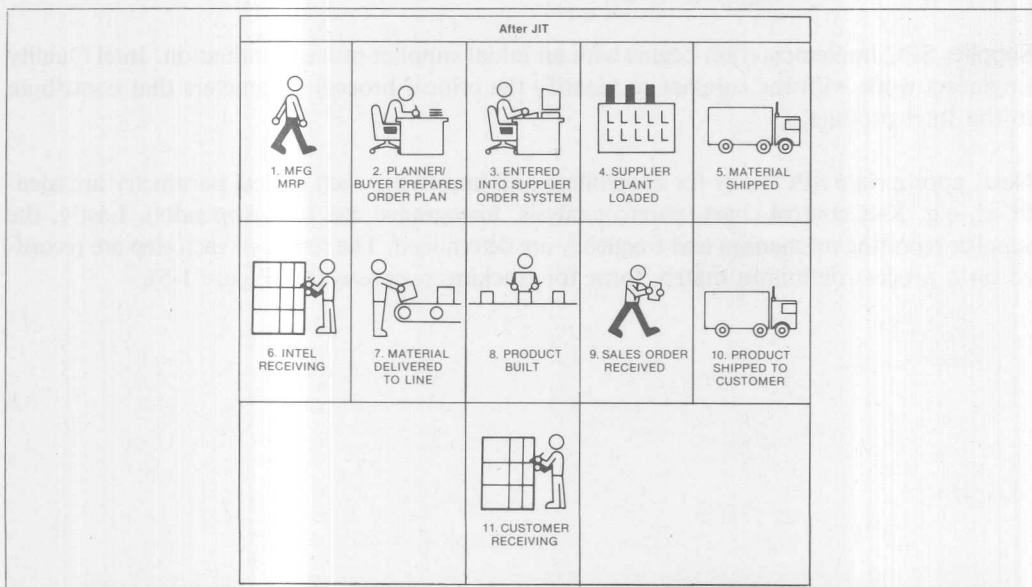 After JIT
1. MFG
MRP
2. PLANNER/
BUYER PREPARES
ORDER PLAN
3. ENTERED
INTO SUPPLIER
ORDER SYSTEM
4. SUPPLIER
PLANT
LOADED
5. MATERIAL
SHIPPED
6. INTEL
RECEIVING
7. MATERIAL
DELIVERED
TO LINE
8. PRODUCT
BUILT
9. SALES ORDER
RECEIVED
10. PRODUCT
SHIPPED TO
CUSTOMER
11. CUSTOMER
RECEIVING